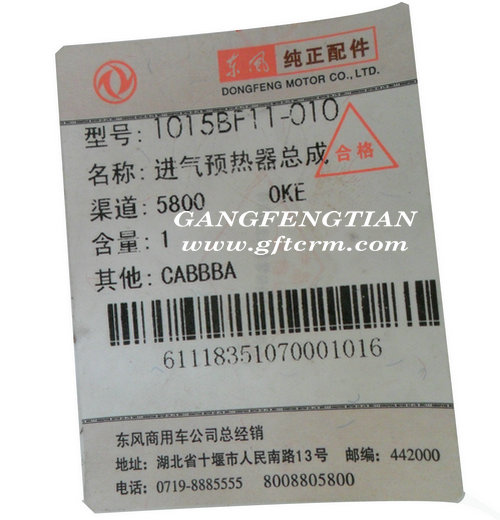 东风 纯正配件
DONGFENG MOTOR CO., LTD.
型号: 1015BF11-010
名称: 进气预热器总成
合格
渠道: 5800 OKE
GANGFENGTIAN
含量: 1
www.gftcrm.com
其他: CABBBA
61118351070001016
东风商用车公司总经销
地址: 湖北省十堰市人民南路13号 邮编: 442000
电话: 0719-8885555 8008805800